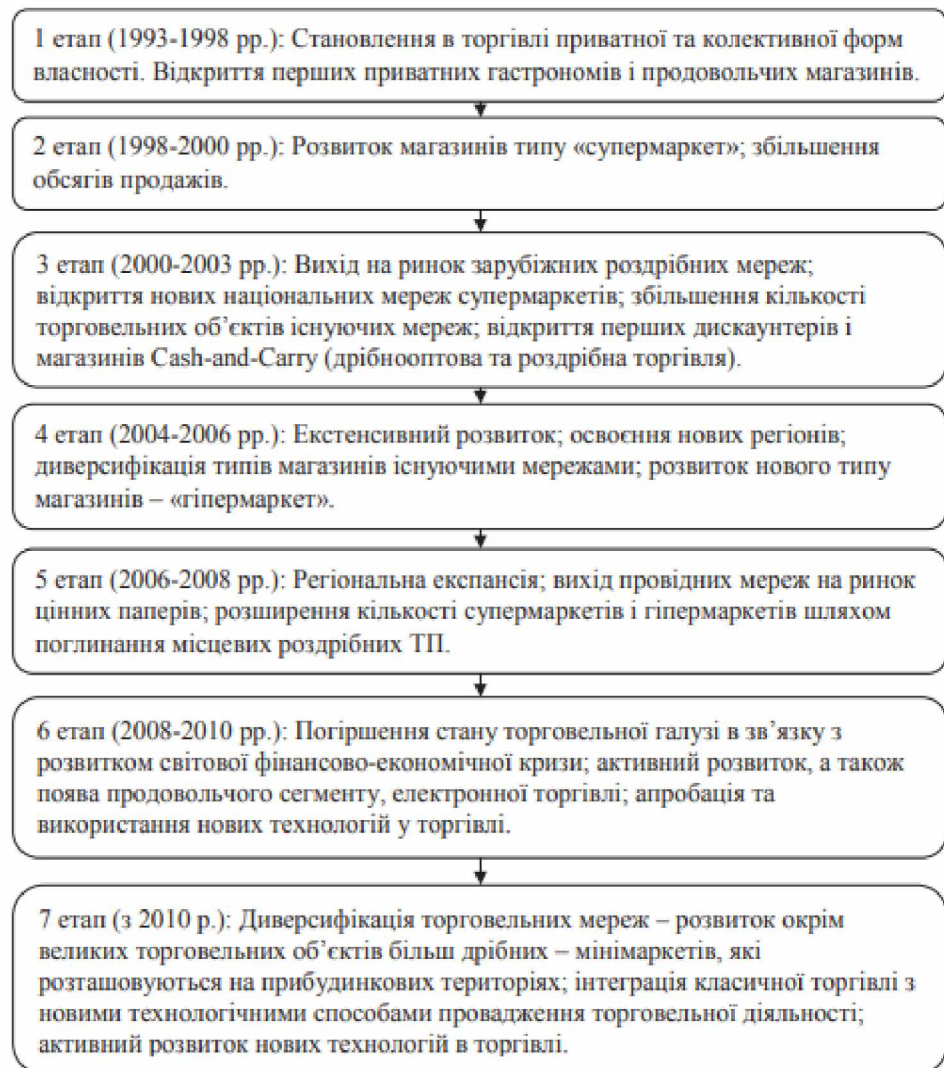 1 етап (1993-1998 рр.): Становлення в торгівлі приватної та колективної форм
власності. Відкриття перших приватних гастрономів і продовольчих магазинів.
2 етап (1998-2000 рр.): Розвиток магазинів типу «супермаркет»; збільшення
обсягів продажів.
3 етап (2000-2003 рр.): Вихід на ринок зарубіжних роздрібних мереж;
відкриття нових національних мереж супермаркетів; збільшення кількості
торговельних об’єктів існуючих мереж; відкриття перших дискаунтерів і
магазинів Cash-and-Carry (дрібнооптова та роздрібна торгівля).
4 етап (2004-2006 рр.): Екстенсивний розвиток; освоєння нових регіонів;
диверсифікація типів магазинів існуючими мережами; розвиток нового типу
магазинів – «гіпермаркет».
5 етап (2006-2008 рр.): Регіональна експансія; вихід провідних мереж на ринок
цінних паперів; розширення кількості супермаркетів і гіпермаркетів шляхом
поглинання місцевих роздрібних ТП.
6 етап (2008-2010 рр.): Погіршення стану торговельної галузі в зв’язку з
розвитком світової фінансово-економічної кризи; активний розвиток, а також
поява продовольчого сегменту, електронної торгівлі; апробація та
використання нових технологій у торгівлі.
7 етап (з 2010 р.): Диверсифікація торговельних мереж – розвиток окрім
великих торговельних об’єктів більш дрібних – мінімаркетів, які
розташовуються на прибудинкових територіях; інтеграція класичної торгівлі з
новими технологічними способами провадження торговельної діяльності;
активний розвиток нових технологій в торгівлі.